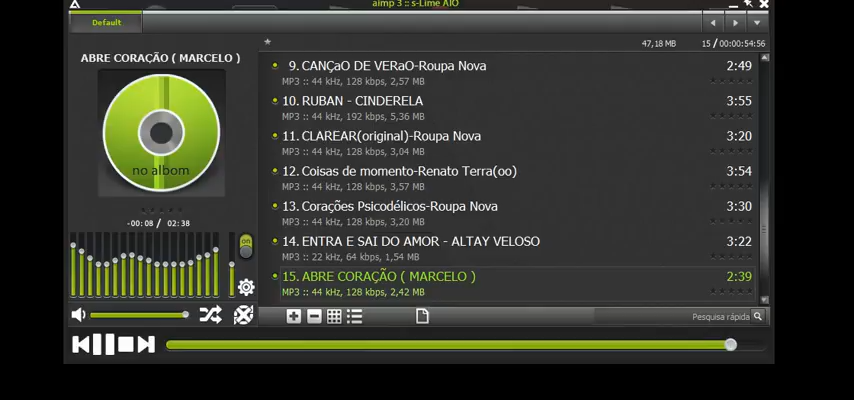 aimp 3 :: s-Lime AIO
Default
47,18 MB
15 / 00:00:54:56
ABRE CORAÇÃO ( MARCELO )
no albom
-00:08 / 02:38
on
9. CANÇaO DE VERaO-Roupa Nova 2:49
MP3 :: 44 kHz, 128 kbps, 2,57 MB
10. RUBAN - CINDERELA 3:55
MP3 :: 44 kHz, 192 kbps, 5,36 MB
11. CLAREAR(original)-Roupa Nova 3:20
MP3 :: 44 kHz, 128 kbps, 3,04 MB
12. Coisas de momento-Renato Terra(oo) 3:54
MP3 :: 44 kHz, 128 kbps, 3,57 MB
13. Corações Psicodélicos-Roupa Nova 3:30
MP3 :: 44 kHz, 128 kbps, 3,20 MB
14. ENTRA E SAI DO AMOR - ALTAY VELOSO 3:22
MP3 :: 22 kHz, 64 kbps, 1,54 MB
15. ABRE CORAÇÃO ( MARCELO ) 2:39
MP3 :: 44 kHz, 128 kbps, 2,42 MB
Pesquisa rápida